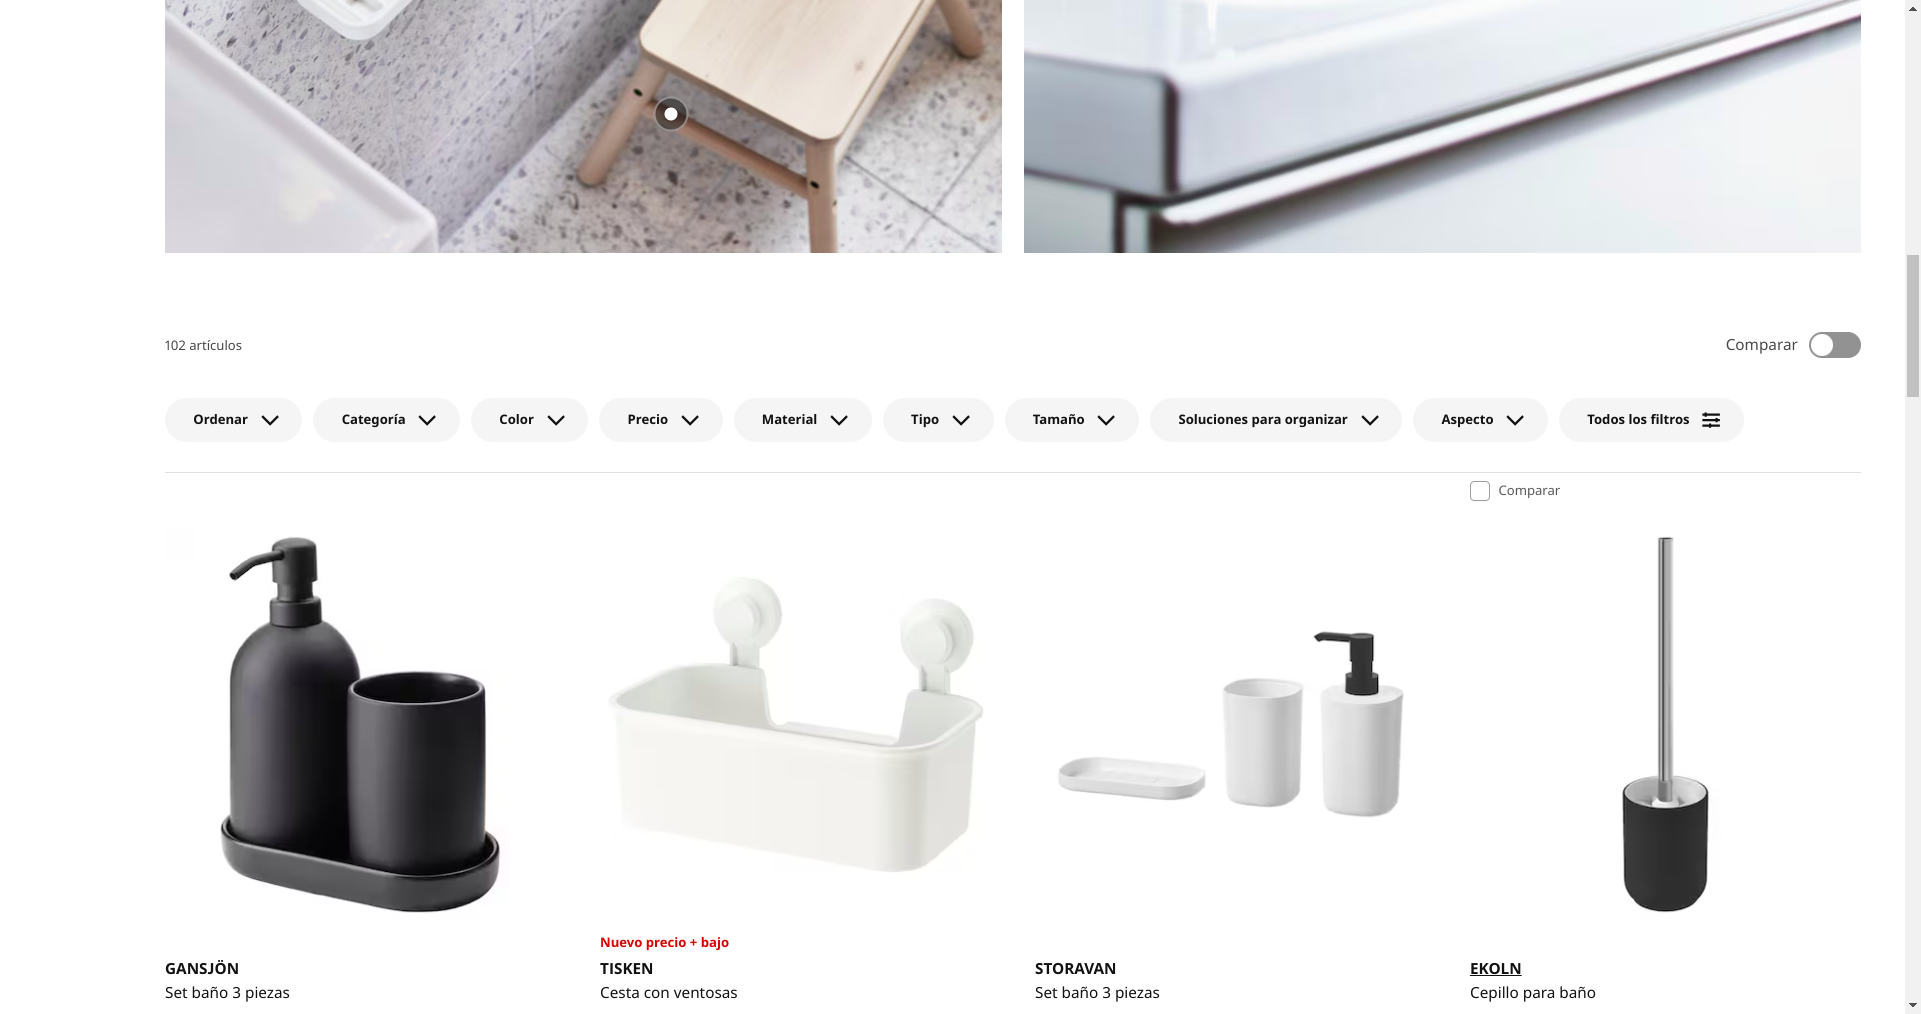 102 artículos
Comparar
Ordenar
Categoría
Color
Precio
Material
Tipo
Tamaño
Soluciones para organizar
Aspecto
Todos los filtros
Comparar
GANSJÖN
Set baño 3 piezas
Nuevo precio + bajo
TISKEN
Cesta con ventosas
STORAVAN
Set baño 3 piezas
EKOLN
Cepillo para baño